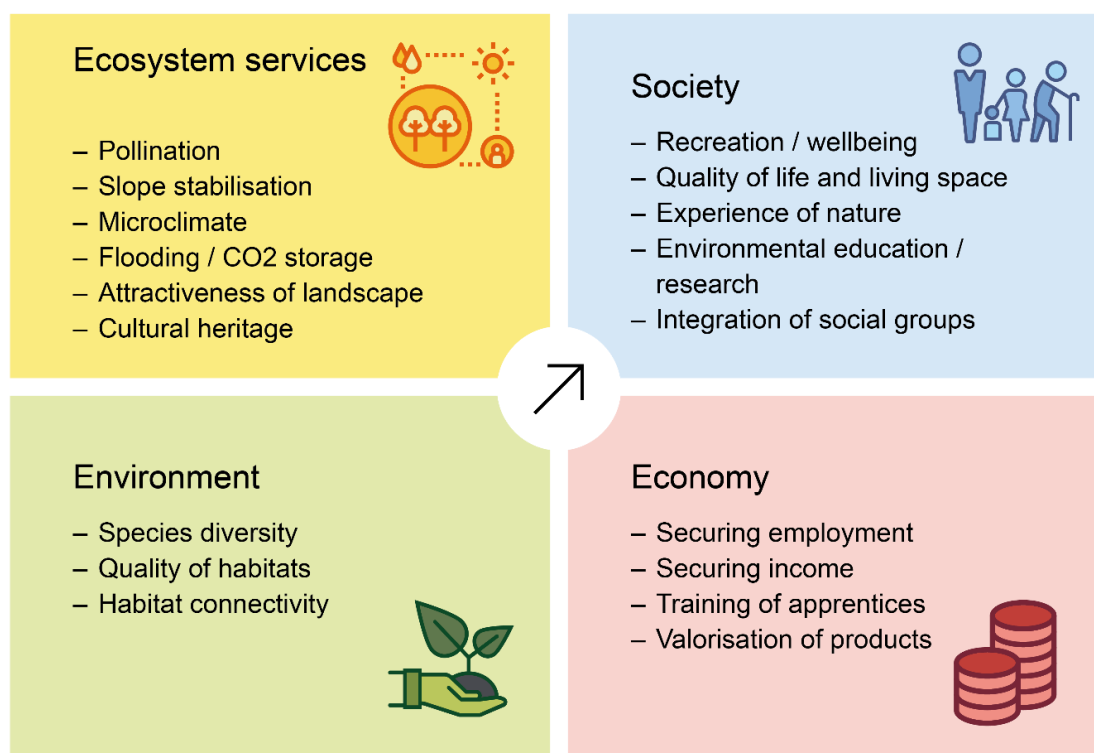 Ecosystem services
– Pollination
– Slope stabilisation
– Microclimate
– Flooding / CO2 storage
– Attractiveness of landscape
– Cultural heritage
Society
– Recreation / wellbeing
– Quality of life and living space
– Experience of nature
– Environmental education /
research
– Integration of social groups
Environment
– Species diversity
– Quality of habitats
– Habitat connectivity
Economy
– Securing employment
– Securing income
– Training of apprentices
– Valorisation of products